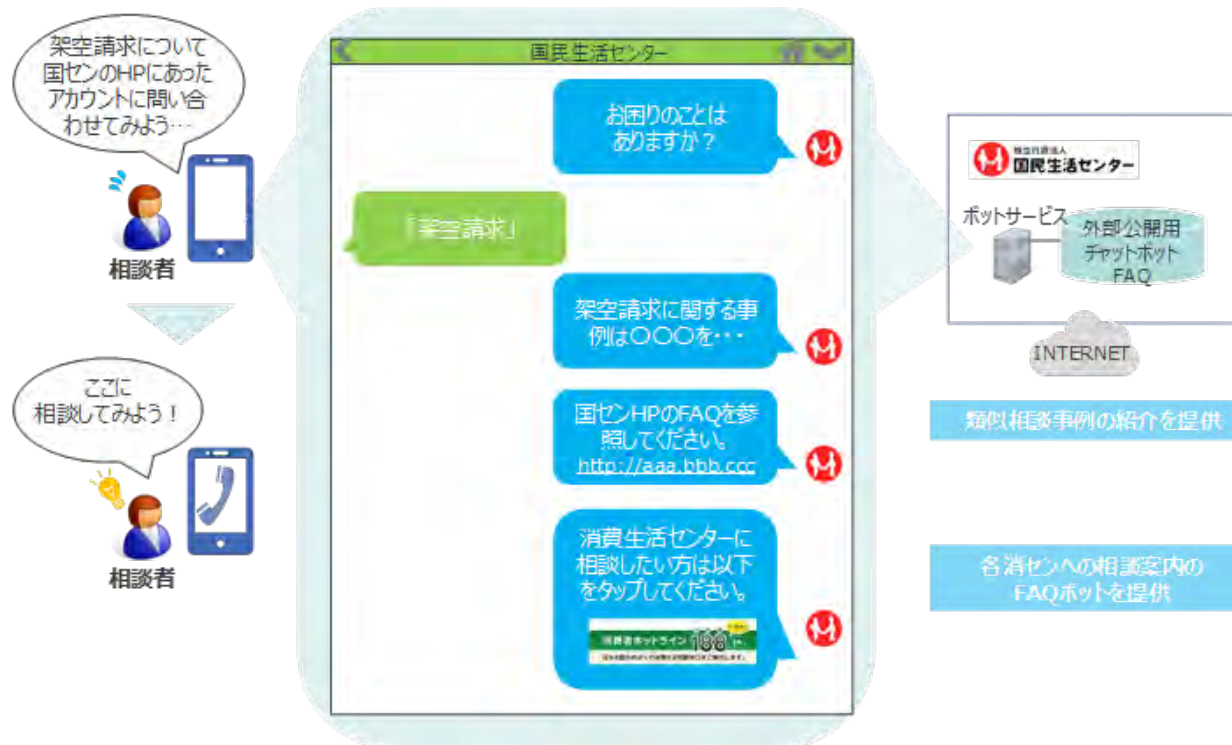 架空請求について
国センのHPにあった
アカウントに問い合
わせてみよう…
相談者
ここに
相談してみよう！
相談者
国民生活センター
お困りのことは
ありますか？
「架空請求」
架空請求に関する事
例は〇〇〇を・・・
国センHPのFAQを参
照してください。
http://aaa.bbb.ccc
消費生活センターに
相談したい方は以下
をタップしてください。
消費者ホットライン 188
独立行政法人
国民生活センター
ボットサービス
外部公開用
チャットボット
FAQ
INTERNET
類似相談事例の紹介を提供
各消センへの相談案内の
FAQボットを提供